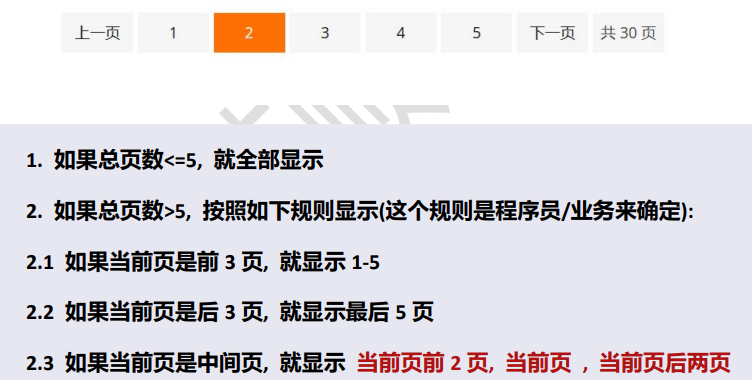 上一页 1 2 3 4 5 下一页 共 30 页
1. 如果总页数<=5, 就全部显示
2. 如果总页数>5, 按照如下规则显示(这个规则是程序员/业务来确定):
2.1 如果当前页是前 3 页, 就显示 1-5
2.2 如果当前页是后 3 页, 就显示最后 5 页
2.3 如果当前页是中间页, 就显示 当前页前 2 页, 当前页 , 当前页后两页